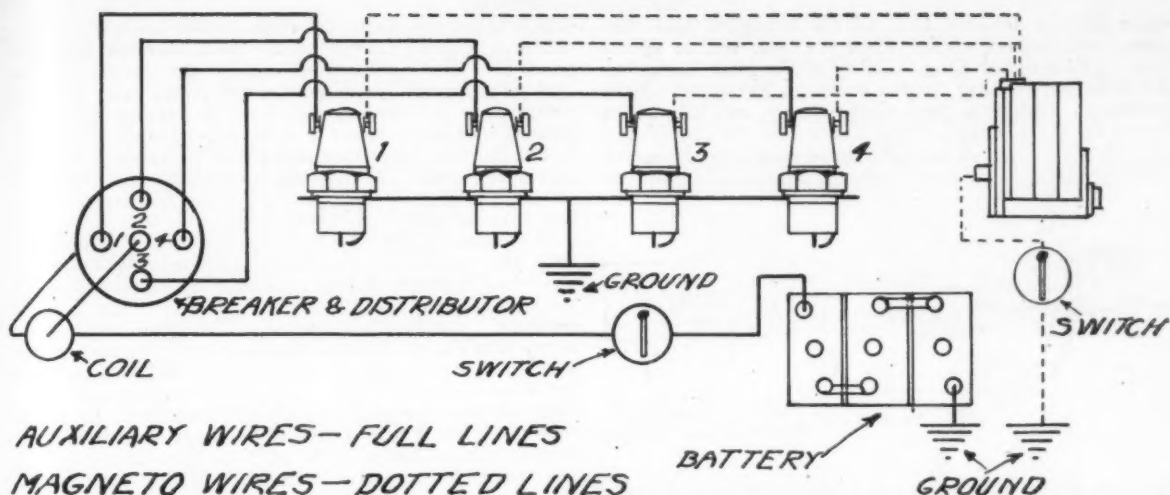 1 2 3 4
2
1 4
3
BREAKER & DISTRIBUTOR
GROUND
SWITCH
COIL
SWITCH
BATTERY
GROUND
AUXILIARY WIRES—FULL LINES
MAGNETO WIRES—DOTTED LINES